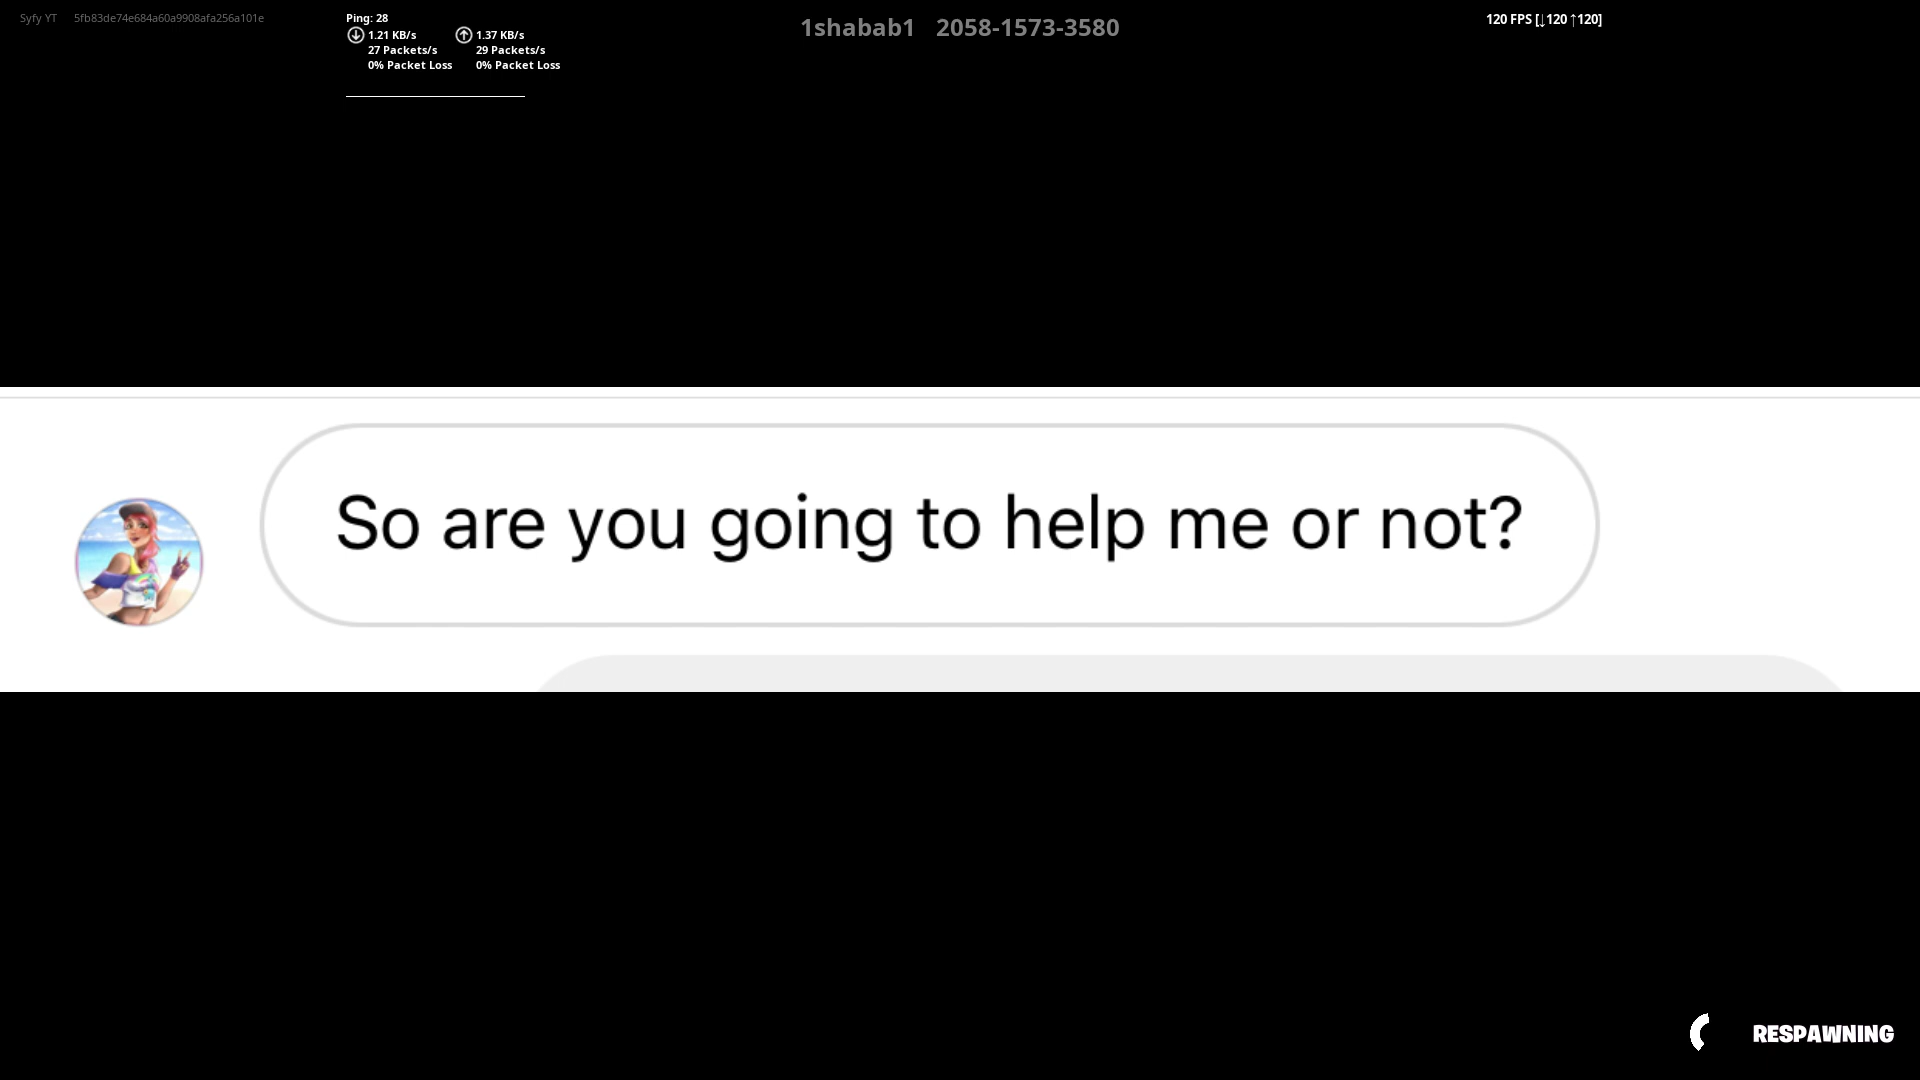 Syfy YT 5fb83de74e684a60a9908afa256a101e
Ping: 28
1.21 KB/s 1.37 KB/s
27 Packets/s 29 Packets/s
0% Packet Loss 0% Packet Loss
1shabab1 2058-1573-3580
120 FPS [↓120 ↑120]
So are you going to help me or not?
RESPAWNING